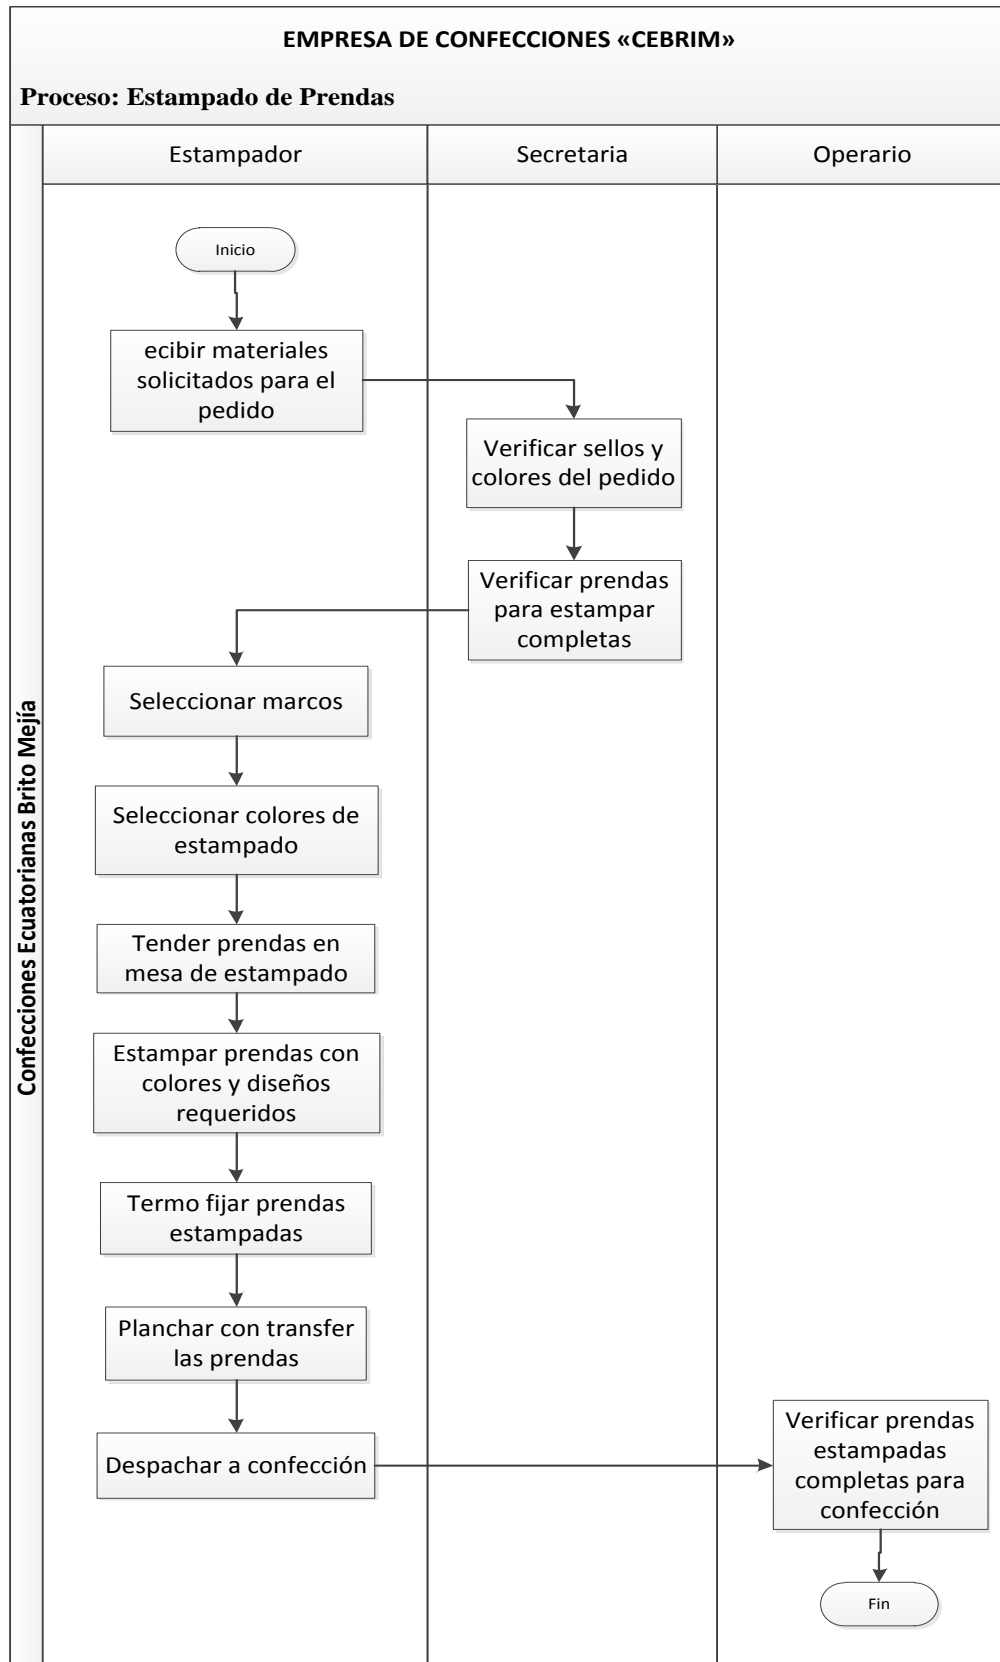 EMPRESA DE CONFECCIONES «CEBRIM»
Proceso: Estampado de Prendas
Confecciones Ecuatorianas Brito Mejía
Estampador
Secretaria
Operario
Inicio
ecibir materiales
solicitados para el
pedido
Verificar sellos y
colores del pedido
Verificar prendas
para estampar
completas
Seleccionar marcos
Seleccionar colores de
estampado
Tender prendas en
mesa de estampado
Estampar prendas con
colores y diseños
requeridos
Termo fijar prendas
estampadas
Planchar con transfer
las prendas
Despachar a confección
Verificar prendas
estampadas
completas para
confección
Fin